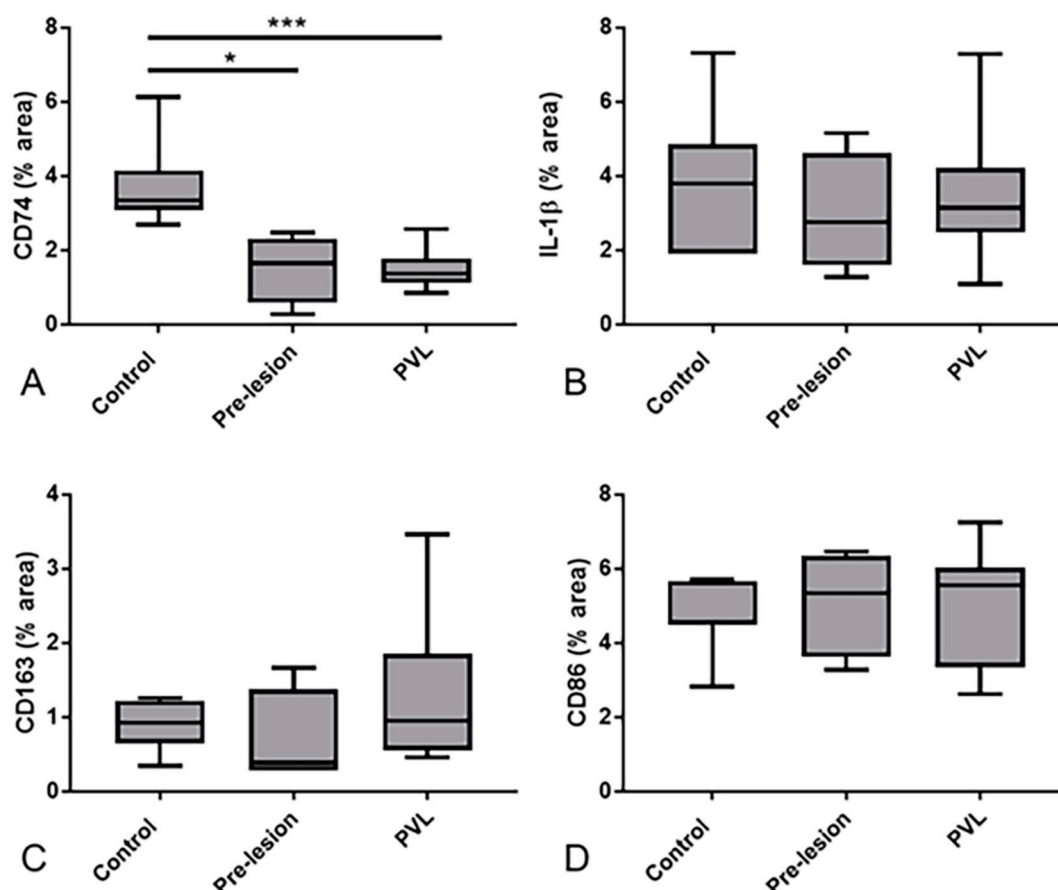 ***
*
8
6
4
2
0
CD74 (% area)
Control
Pre-lesion
PVL
A
8
6
4
2
0
IL-1β (% area)
Control
Pre-lesion
PVL
B
4
3
2
1
0
CD163 (% area)
Control
Pre-lesion
PVL
C
8
6
4
2
0
CD86 (% area)
Control
Pre-lesion
PVL
D